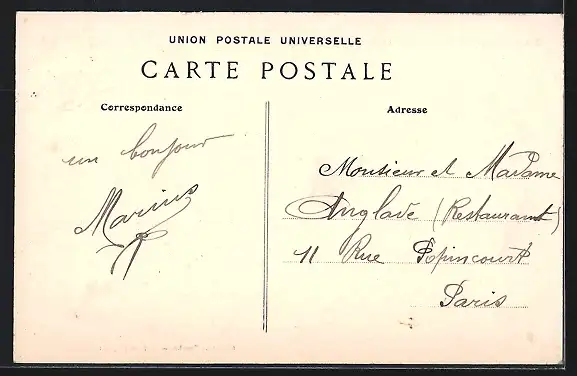 UNION POSTALE UNIVERSELLE
CARTE POSTALE
Correspondance
un bonjour
Marius
Adresse
Monsieur et Madame
Anglade (Restaurant)
11 Rue Popincourt
Paris